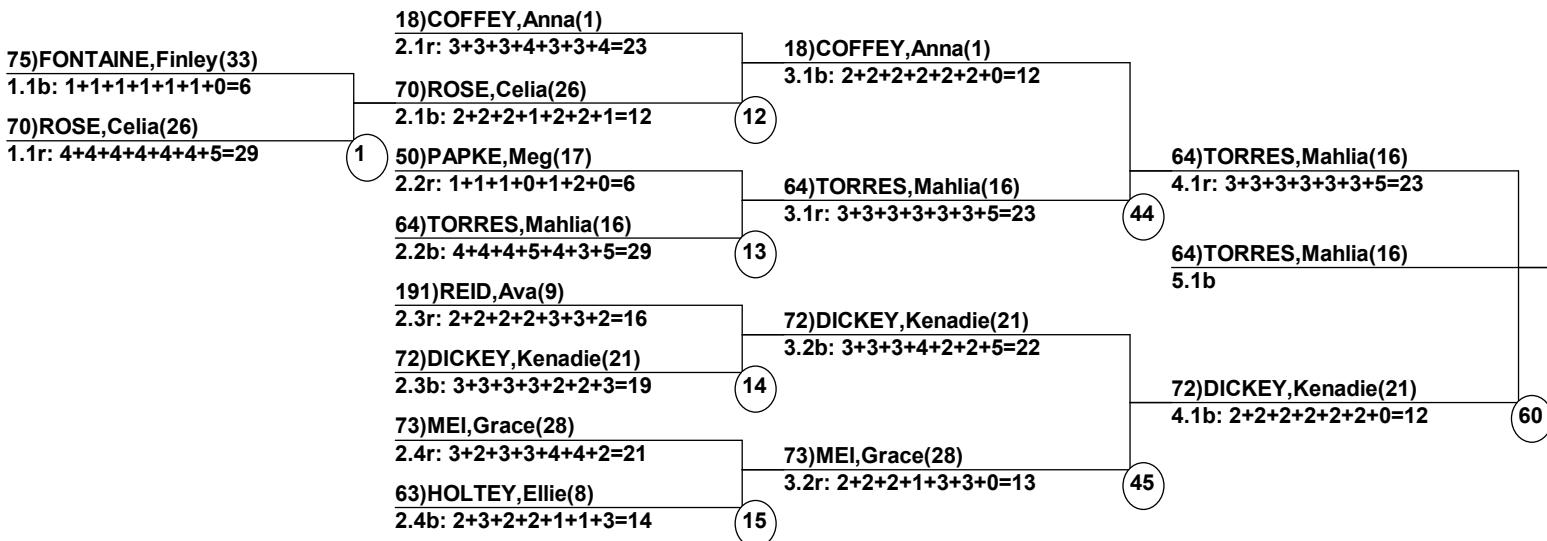 75)FONTAINE,Finley(33)
1.1b: 1+1+1+1+1+1+0=6
70)ROSE,Celia(26)
1.1r: 4+4+4+4+4+4+5=29
1
18)COFFEY,Anna(1)
2.1r: 3+3+3+4+3+3+4=23
70)ROSE,Celia(26)
2.1b: 2+2+2+1+2+2+1=12
12
50)PAPKE,Meg(17)
2.2r: 1+1+1+0+1+2+0=6
64)TORRES,Mahlia(16)
2.2b: 4+4+4+5+4+3+5=29
13
191)REID,Ava(9)
2.3r: 2+2+2+2+3+3+2=16
72)DICKEY,Kenadie(21)
2.3b: 3+3+3+3+2+2+3=19
14
73)MEI,Grace(28)
2.4r: 3+2+3+3+4+4+2=21
63)HOLTEY,Ellie(8)
2.4b: 2+3+2+2+1+1+3=14
15
18)COFFEY,Anna(1)
3.1b: 2+2+2+2+2+2+0=12
64)TORRES,Mahlia(16)
3.1r: 3+3+3+3+3+3+5=23
44
72)DICKEY,Kenadie(21)
3.2b: 3+3+3+4+2+2+5=22
73)MEI,Grace(28)
3.2r: 2+2+2+1+3+3+0=13
45
64)TORRES,Mahlia(16)
4.1r: 3+3+3+3+3+3+5=23
64)TORRES,Mahlia(16)
5.1b
72)DICKEY,Kenadie(21)
4.1b: 2+2+2+2+2+2+0=12
60